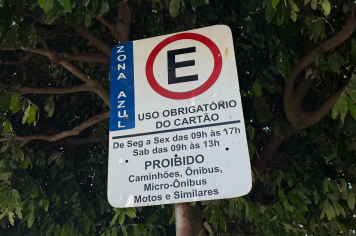 ZONA AZUL
E
USO OBRIGATÓRIO
DO CARTÃO
De Seg a Sex das 09h às 17h
Sab das 09h às 13h
PROIBIDO
Caminhões, Ônibus,
Micro-Ônibus
Motos e Similares